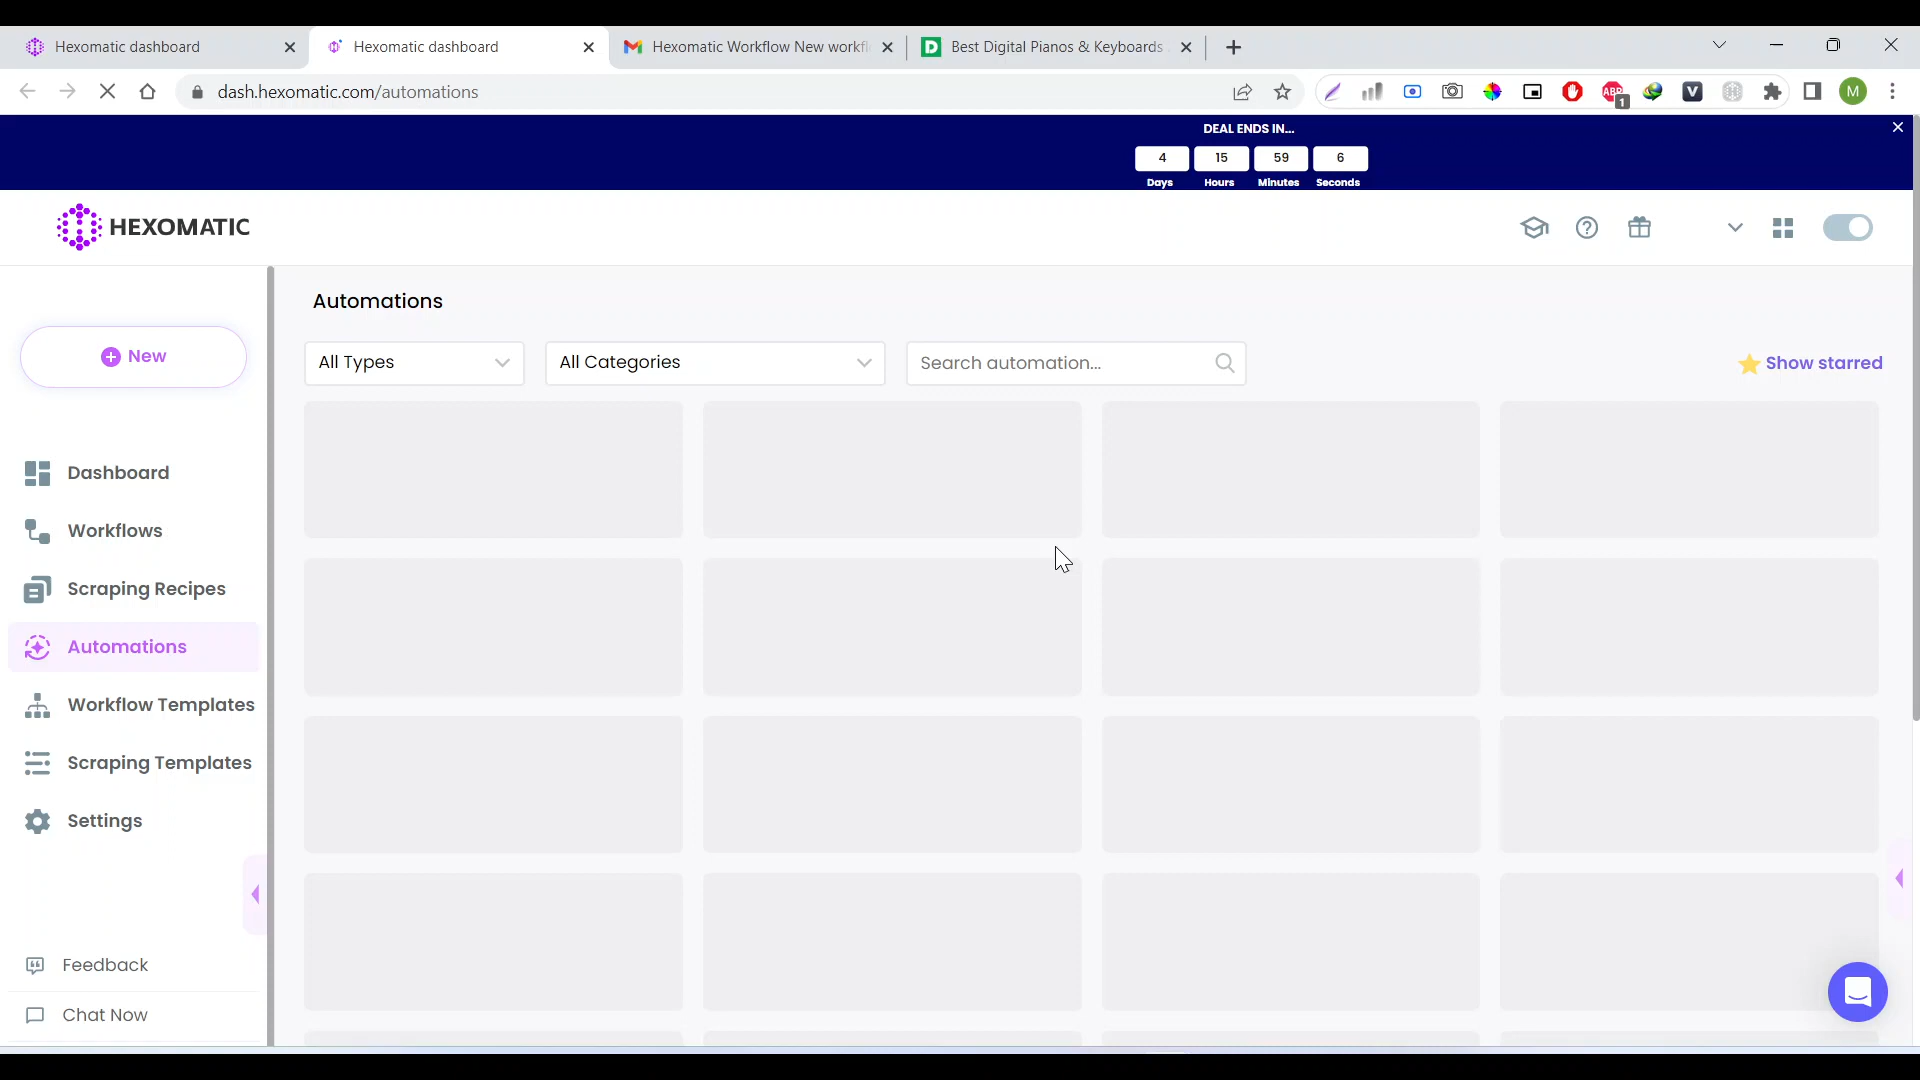 Hexomatic dashboard
Hexomatic dashboard
Hexomatic Workflow New workfl
Best Digital Pianos & Keyboards
dash.hexomatic.com/automations
ABP
1
V
M
DEAL ENDS IN...
4
15
59
6
Days
Hours
Minutes
Seconds
HEXOMATIC
Automations
New
All Types
All Categories
Search automation...
Show starred
Dashboard
Workflows
Scraping Recipes
Automations
Workflow Templates
Scraping Templates
Settings
Feedback
Chat Now